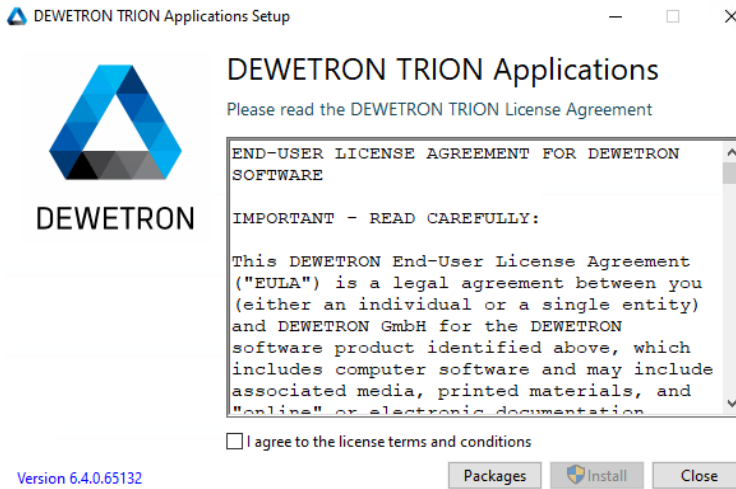 DEWETRON TRION Applications Setup
DEWETRON TRION Applications
Please read the DEWETRON TRION License Agreement
END-USER LICENSE AGREEMENT FOR DEWETRON
SOFTWARE
IMPORTANT - READ CAREFULLY:
This DEWETRON End-User License Agreement
("EULA") is a legal agreement between you
(either an individual or a single entity)
and DEWETRON GmbH for the DEWETRON
software product identified above, which
includes computer software and may include
associated media, printed materials, and
"online" or electronic documentation
DEWETRON
I agree to the license terms and conditions
Version 6.4.0.65132
Packages
Install
Close